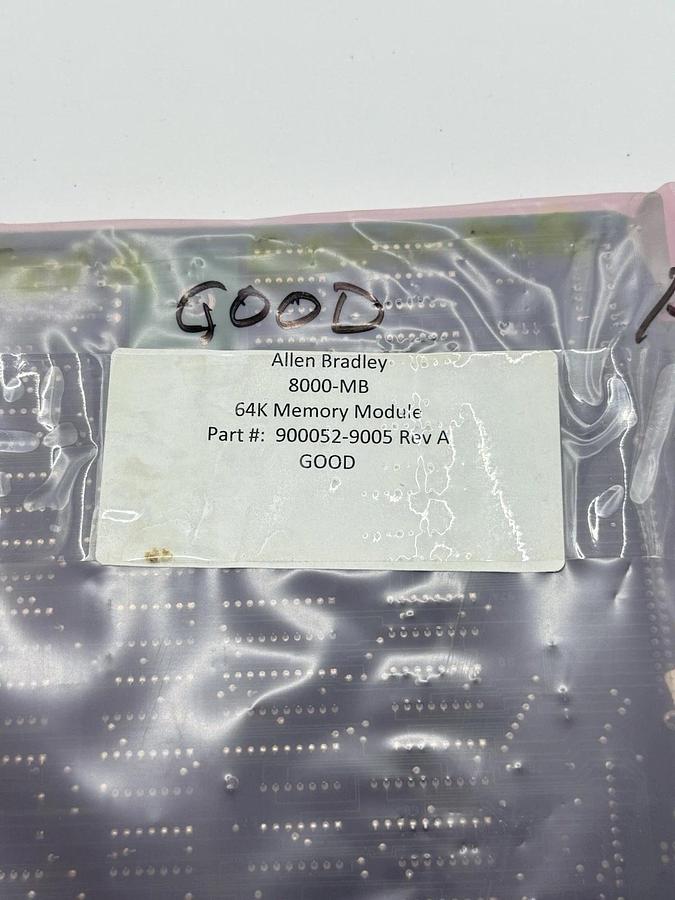 GOOD
Allen Bradley
8000-MB
64K Memory Module
Part #: 900052-9005 Rev A
GOOD